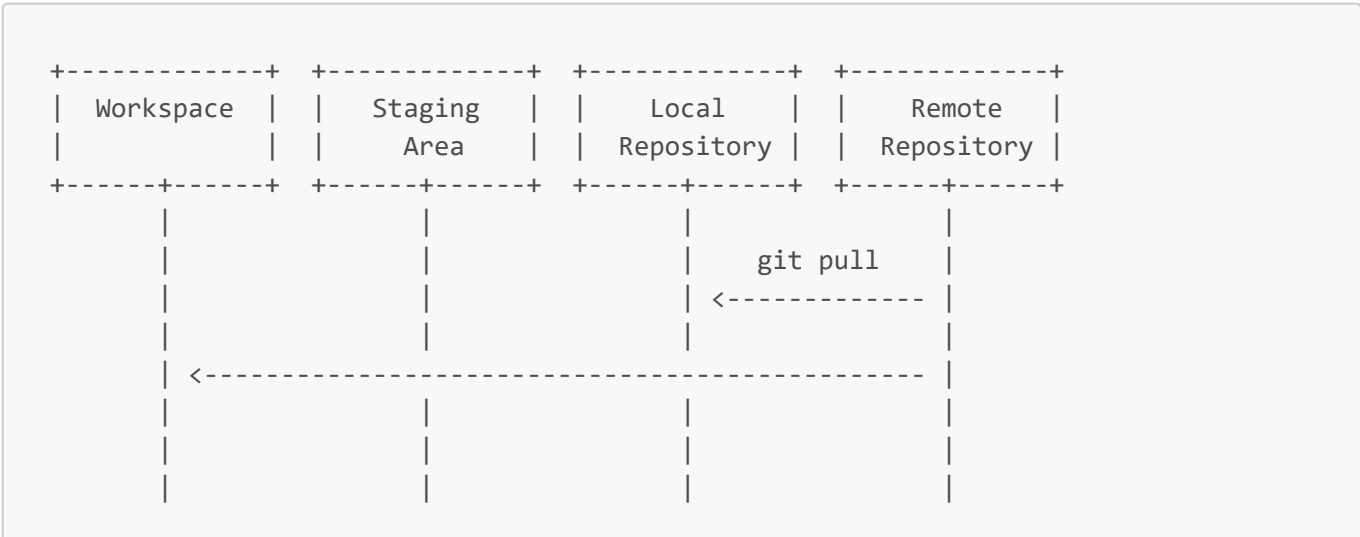 +-------------+  +-------------+  +-------------+  +-------------+
|  Workspace  |  |   Staging   |  |    Local    |  |    Remote   |
|             |  |     Area    |  |  Repository |  |  Repository |
+------+------+  +------+------+  +------+------+  +------+------+
       |                |                |                |
       |                |                |    git pull    |
       |                |                | <------------- |
       |                |                |                |
       | <----------------------------------------------- |
       |                |                |                |
       |                |                |                |
       |                |                |                |